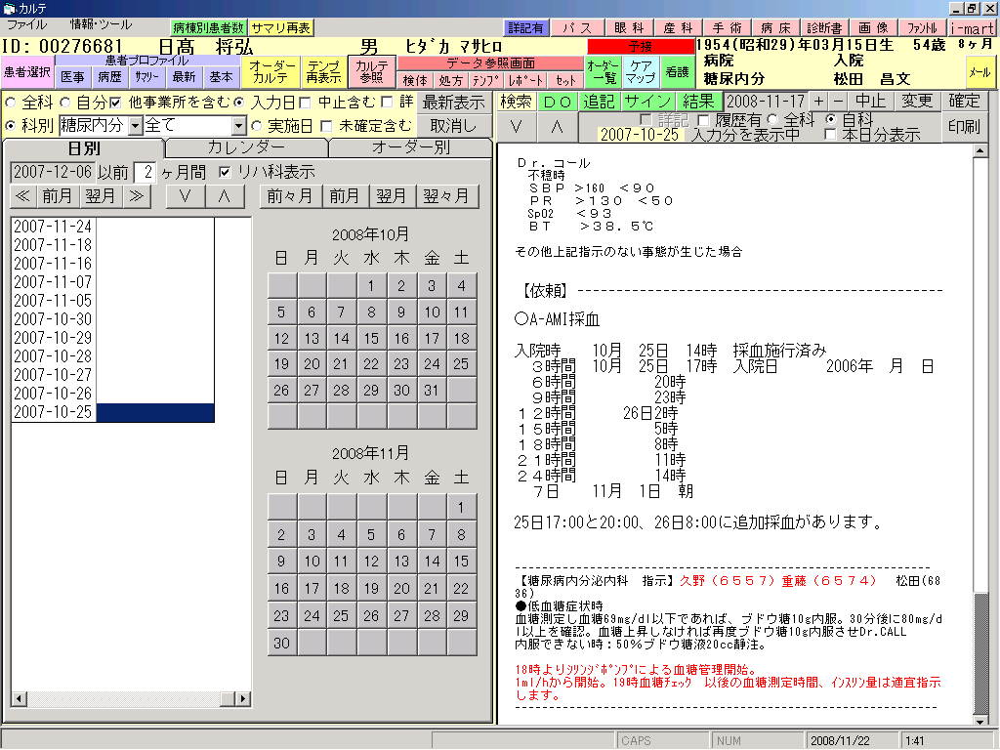 カルテ
ファイル 情報・ツール 病棟別患者数 サマリ再表 詳記有 パス 眼科 産科 手術 病床 診断書 画像 ﾌｧﾝﾄﾙ i-mart
ID: 00276681 日高 将弘 男 ﾋﾀﾞｶ ﾏｻﾋﾛ 予接 1954(昭和29)年03月15日生 54歳 8ヶ月
患者選択 患者プロファイル
医事 病歴 ｻﾏﾘｰ 最新 基本
オーダーカルテ テンプ再表示 カルテ参照
データ参照画面
検体 処方 ﾃﾝﾌﾟ ﾚﾎﾟｰﾄ ｾｯﾄ
オーダー一覧 ケアマップ 看護
病院 入院
糖尿内分 松田 昌文
メール
全科 自分 他事業所を含む 入力日 中止含む 詳 最新表示
科別 糖尿内分 全て 実施日 未確定含む 取消し
検索 DO 追記 サイン 結果 2008-11-17 + − 中止 変更 確定
∨ ∧ 詳記 履歴有 全科 自科 印刷
2007-10-25 入力分を表示中 本日分表示
日別 カレンダー オーダー別
2007-12-06 以前 2 ヶ月間 リハ科表示
≪ 前月 翌月 ≫ ∨ ∧ 前々月 前月 翌月 翌々月
2007-11-24
2007-11-18
2007-11-16
2007-11-07
2007-11-05
2007-10-30
2007-10-29
2007-10-28
2007-10-27
2007-10-26
2007-10-25
2008年10月
日 月 火 水 木 金 土
1 2 3 4
5 6 7 8 9 10 11
12 13 14 15 16 17 18
19 20 21 22 23 24 25
26 27 28 29 30 31
2008年11月
日 月 火 水 木 金 土
1
2 3 4 5 6 7 8
9 10 11 12 13 14 15
16 17 18 19 20 21 22
23 24 25 26 27 28 29
30
Ｄｒ．コール
不穏時
ＳＢＰ ＞160 ＜９０
ＰＲ ＞１３０ ＜５０
SpO2 ＜９３
ＢＴ ＞３８．５℃
その他上記指示のない事態が生じた場合
【依頼】------------------------------------------------
〇A-AMI採血
入院時 10月 25日 14時 採血施行済み
３時間 10月 25日 17時 入院日 2006年 月 日
６時間 20時
９時間 23時
１２時間 26日2時
１５時間 5時
１８時間 8時
２１時間 11時
２４時間 14時
７日 11月 1日 朝
25日17:00と20:00、26日8:00に追加採血があります。
------------------------------------------------------
【糖尿病内分泌内科 指示】久野（６５５７）重藤（６５７４） 松田(68
36)
●低血糖症状時
血糖測定し血糖69mg/dl以下であれば、ブドウ糖10g内服。30分後に80mg/d
l以上を確認。血糖上昇しなければ再度ブドウ糖10g内服させDr.CALL
内服できない時：50％ブドウ糖液20cc静注。
18時よりｼﾘﾝｼﾞﾎﾟﾝﾌﾟによる血糖管理開始。
1ml/hから開始。19時血糖ﾁｪｯｸ 以後の血糖測定時間、ｲﾝｽﾘﾝ量は適宜指示
します。
------------------------------------------------------
CAPS NUM 2008/11/22 1:41